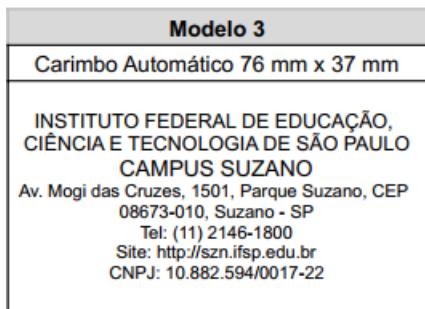 Modelo 3
Carimbo Automático 76 mm x 37 mm
INSTITUTO FEDERAL DE EDUCAÇÃO,
CIÊNCIA E TECNOLOGIA DE SÃO PAULO
CAMPUS SUZANO
Av. Mogi das Cruzes, 1501, Parque Suzano, CEP
08673-010, Suzano - SP
Tel: (11) 2146-1800
Site: http://szn.ifsp.edu.br
CNPJ: 10.882.594/0017-22